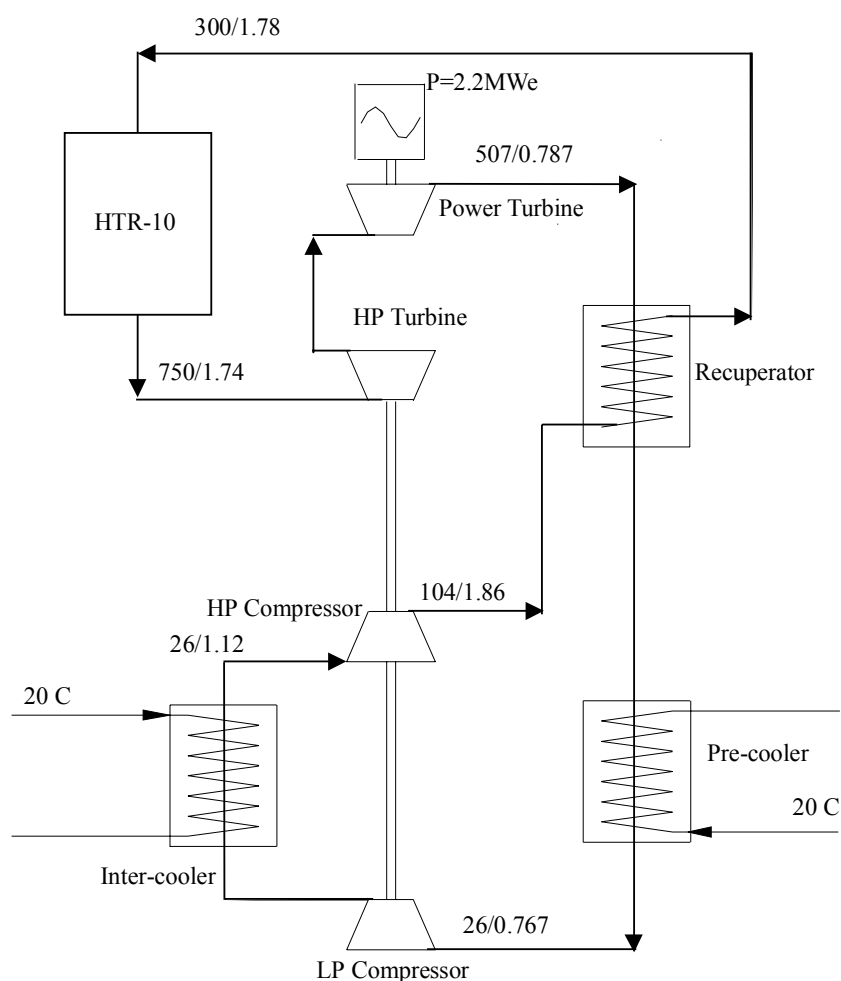 300/1.78
P=2.2MWe
507/0.787
HTR-10
Power Turbine
HP Turbine
750/1.74
Recuperator
104/1.86
HP Compressor
26/1.12
20 C
Pre-cooler
20 C
Inter-cooler
26/0.767
LP Compressor